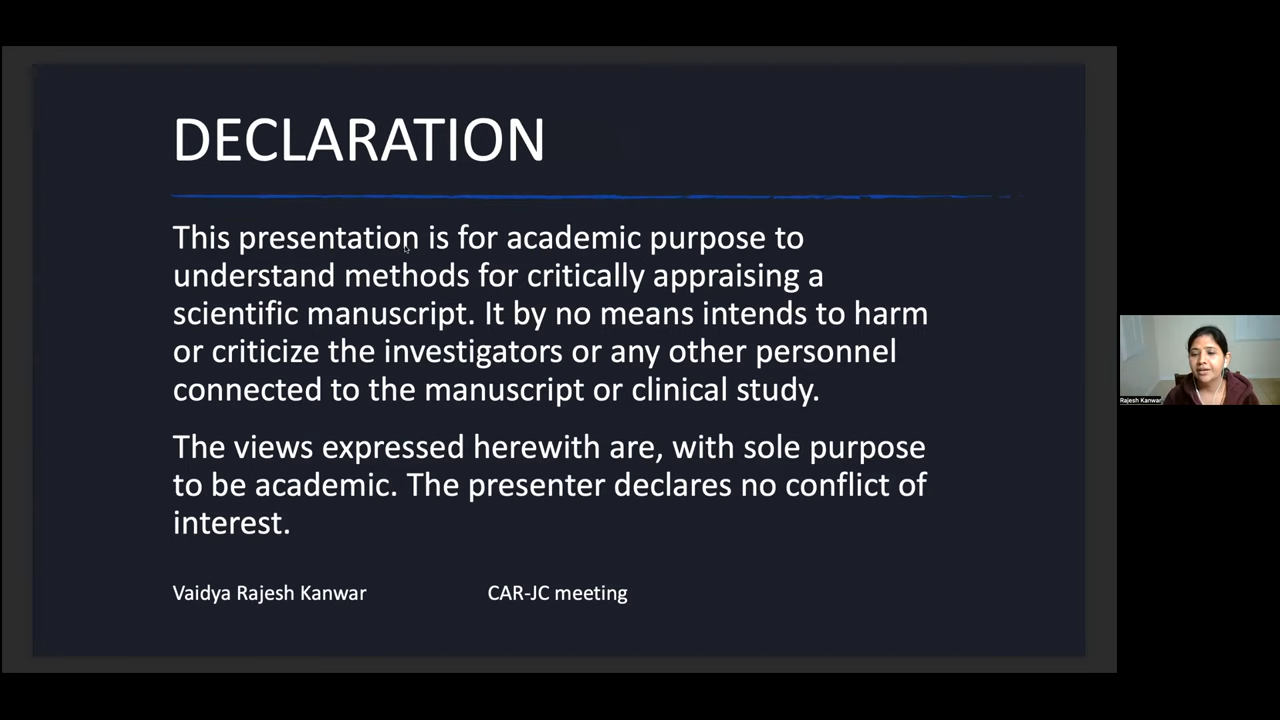 DECLARATION
This presentation is for academic purpose to
understand methods for critically appraising a
scientific manuscript. It by no means intends to harm
or criticize the investigators or any other personnel
connected to the manuscript or clinical study.
The views expressed herewith are, with sole purpose
to be academic. The presenter declares no conflict of
interest.
Vaidya Rajesh Kanwar CAR-JC meeting
Rajesh Kanwar